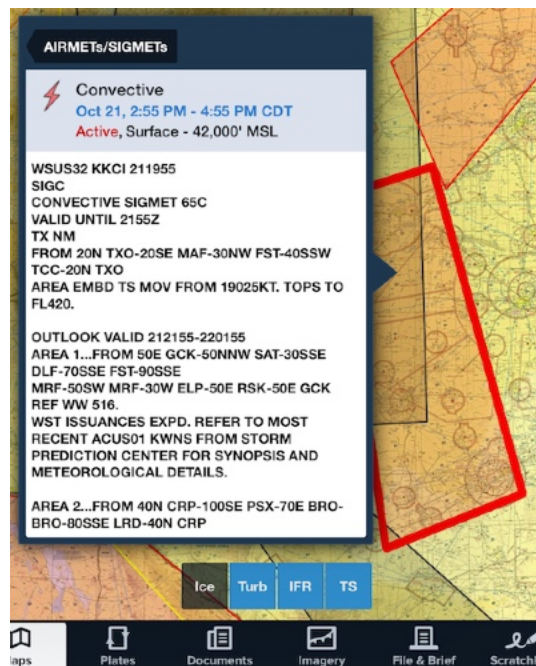 AIRMETs/SIGMETs
Convective
Oct 21, 2:55 PM - 4:55 PM CDT
Active, Surface - 42,000' MSL
WSUS32 KKCI 211955
SIGC
CONVECTIVE SIGMET 65C
VALID UNTIL 2155Z
TX NM
FROM 20N TXO-20SE MAF-30NW FST-40SSW
TCC-20N TXO
AREA EMBD TS MOV FROM 19025KT. TOPS TO
FL420.
OUTLOOK VALID 212155-220155
AREA 1...FROM 50E GCK-50NNW SAT-30SSE
DLF-70SSE FST-90SSE
MRF-50SW MRF-30W ELP-50E RSK-50E GCK
REF WW 516.
WST ISSUANCES EXPD. REFER TO MOST
RECENT ACUS01 KWNS FROM STORM
PREDICTION CENTER FOR SYNOPSIS AND
METEOROLOGICAL DETAILS.
AREA 2...FROM 40N CRP-100SE PSX-70E BRO-
BRO-80SSE LRD-40N CRP
Ice Turb IFR TS
aps Plates Documents Imagery File & Brief Scratch